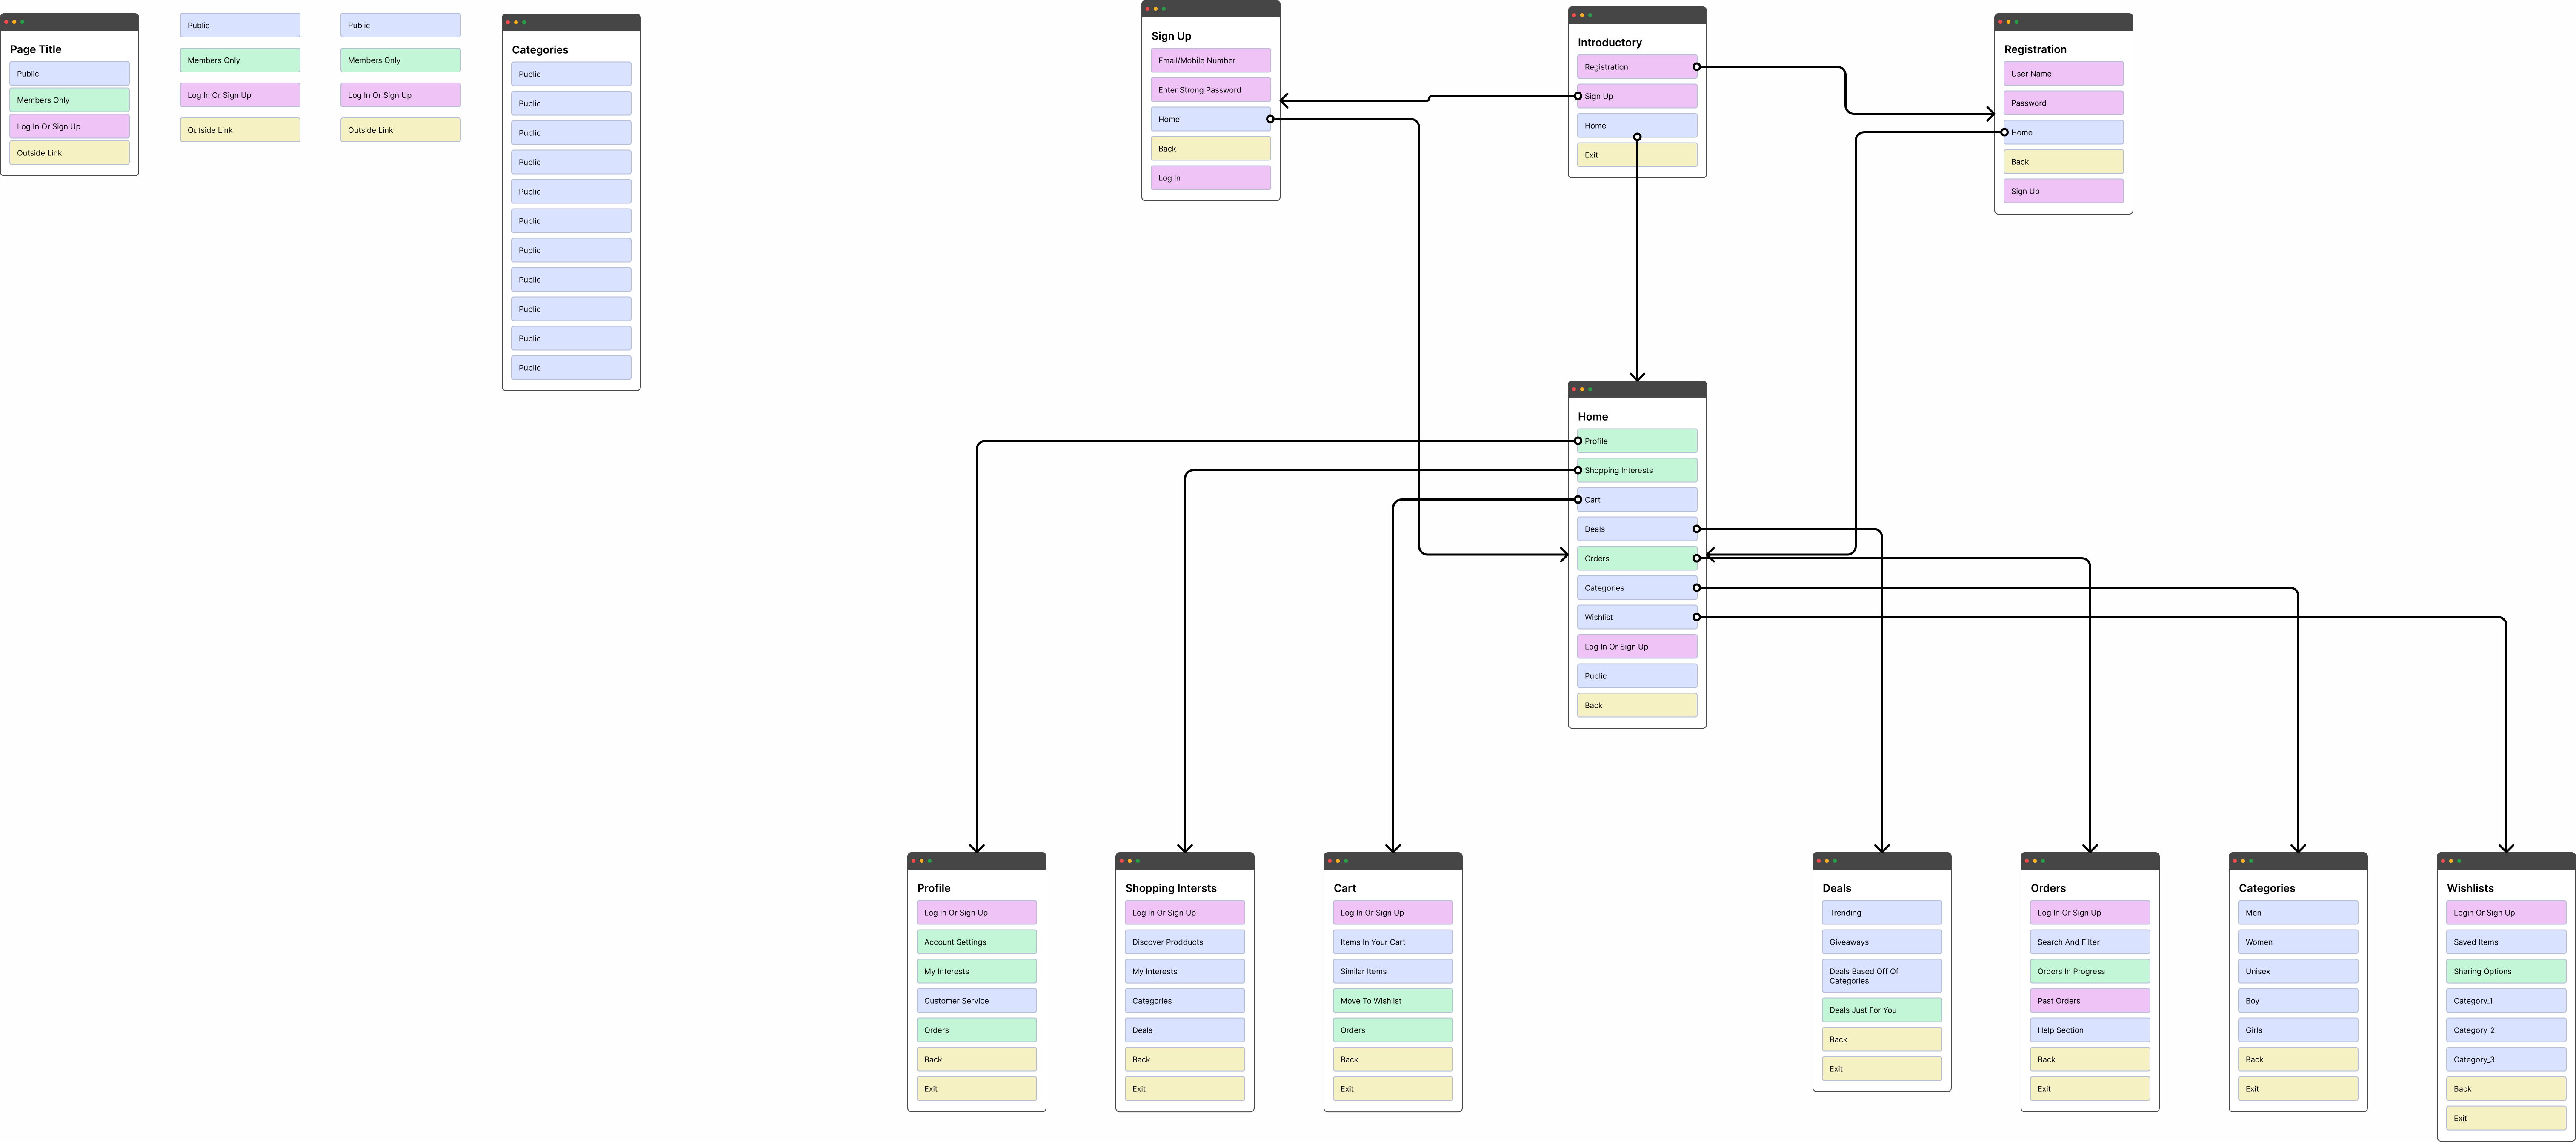 Page Title
Public
Members Only
Log In Or Sign Up
Outside Link
Public
Members Only
Log In Or Sign Up
Outside Link
Public
Members Only
Log In Or Sign Up
Outside Link
Categories
Public
Public
Public
Public
Public
Public
Public
Public
Public
Public
Public
Sign Up
Email/Mobile Number
Enter Strong Password
Home
Back
Log In
Introductory
Registration
Sign Up
Home
Exit
Registration
User Name
Password
Home
Back
Sign Up
Home
Profile
Shopping Interests
Cart
Deals
Orders
Categories
Wishlist
Log In Or Sign Up
Public
Back
Profile
Log In Or Sign Up
Account Settings
My Interests
Customer Service
Orders
Back
Exit
Shopping Intersts
Log In Or Sign Up
Discover Prodducts
My Interests
Categories
Deals
Back
Exit
Cart
Log In Or Sign Up
Items In Your Cart
Similar Items
Move To Wishlist
Orders
Back
Exit
Deals
Trending
Giveaways
Deals Based Off Of
Categories
Deals Just For You
Back
Exit
Orders
Log In Or Sign Up
Search And Filter
Orders In Progress
Past Orders
Help Section
Back
Exit
Categories
Men
Women
Unisex
Boy
Girls
Back
Exit
Wishlists
Login Or Sign Up
Saved Items
Sharing Options
Category_1
Category_2
Category_3
Back
Exit